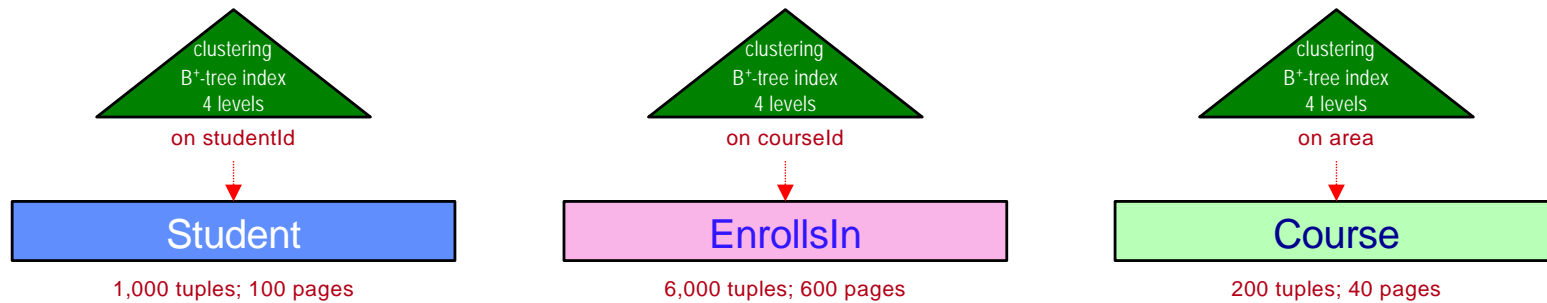 clustering
B+-tree index
4 levels
on studentId
Student
1,000 tuples; 100 pages
clustering
B+-tree index
4 levels
on courseId
EnrollsIn
6,000 tuples; 600 pages
clustering
B+-tree index
4 levels
on area
Course
200 tuples; 40 pages